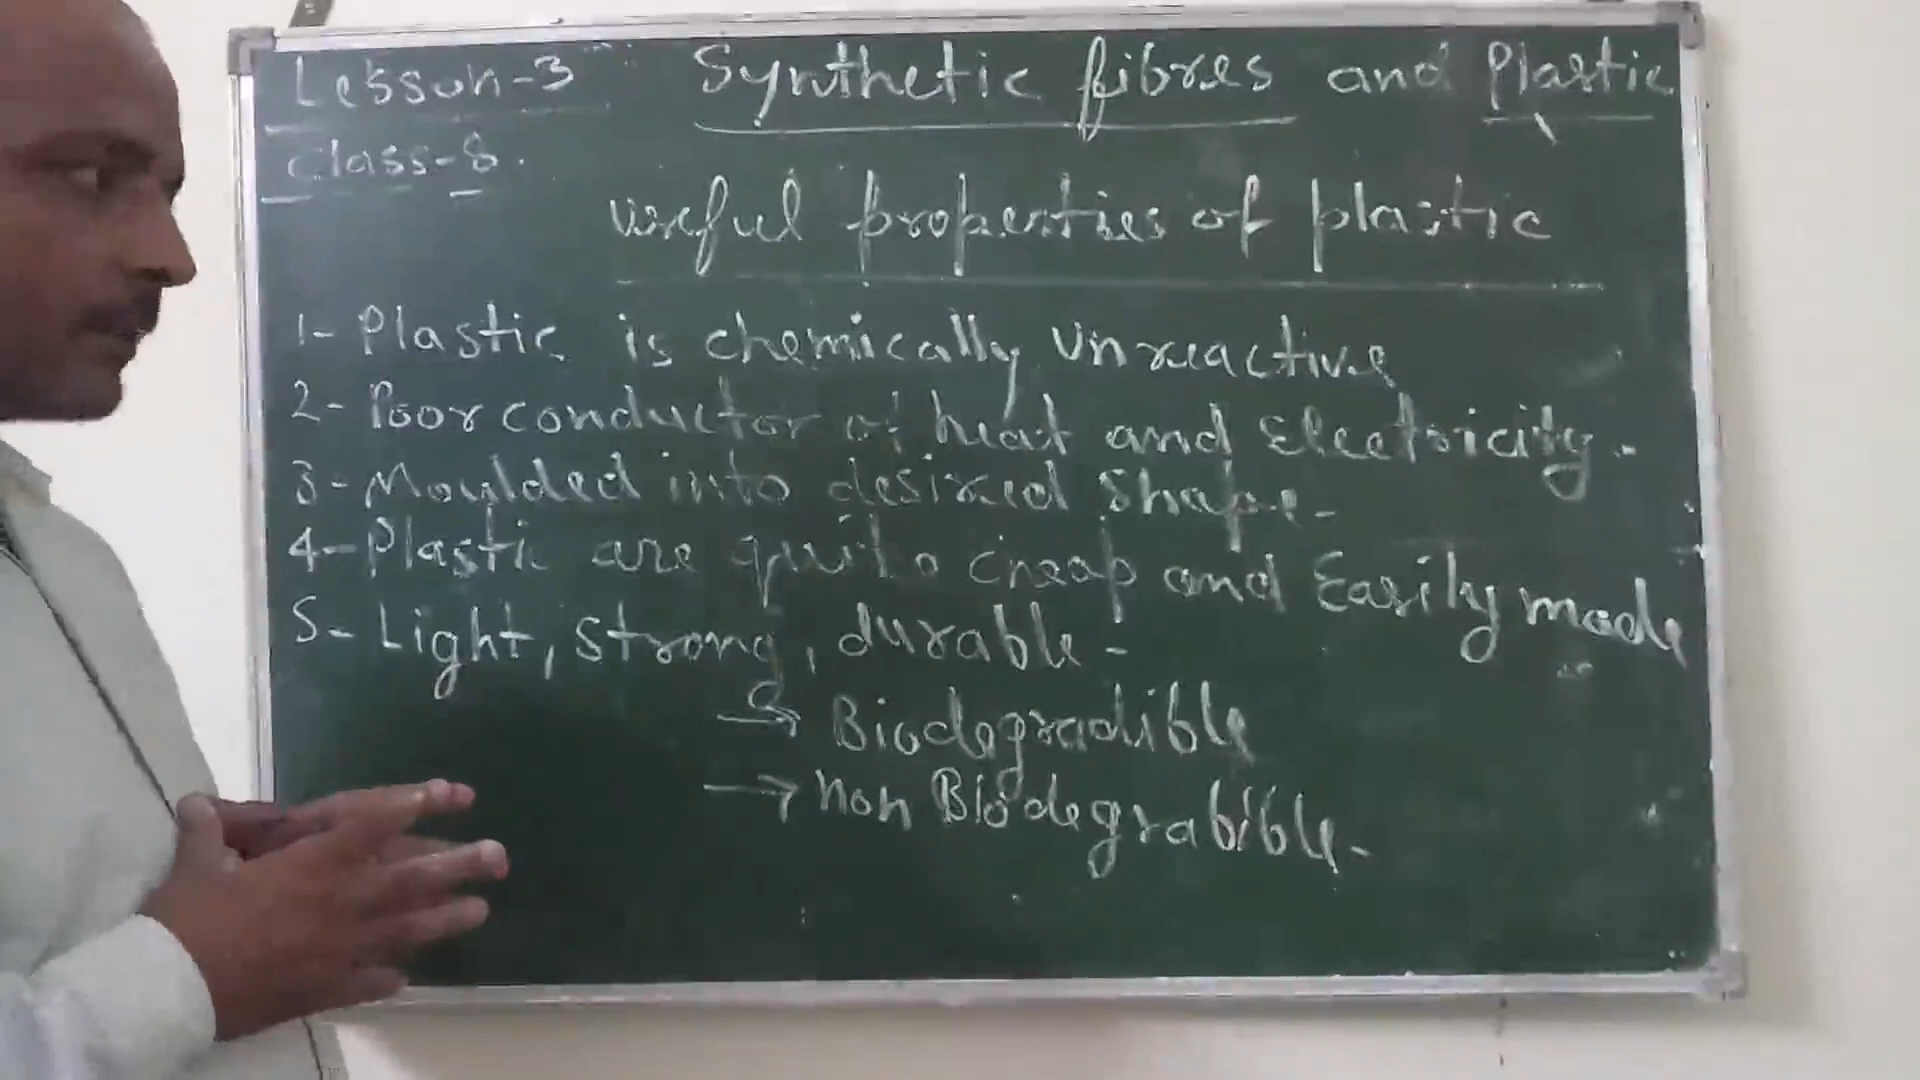 Lesson-3 Synthetic fibres and Plastic
Class-8.
useful properties of plastic
1- Plastic is chemically Unreactive
2- Poor conductor of heat and Electricity.
3- Moulded into desired shape-
4- Plastic are quite cheap and Easily made
5- Light, Strong, durable-
→ Biodegradible
→ non Biodegrabible-